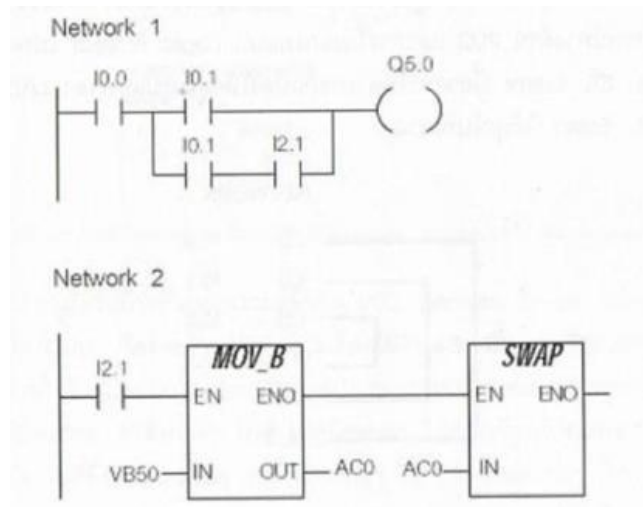 Network 1
I0.0 I0.1 Q5.0
I0.1 I2.1
Network 2
I2.1 MOV_B SWAP
EN ENO EN ENO
VB50 IN OUT AC0 AC0 IN